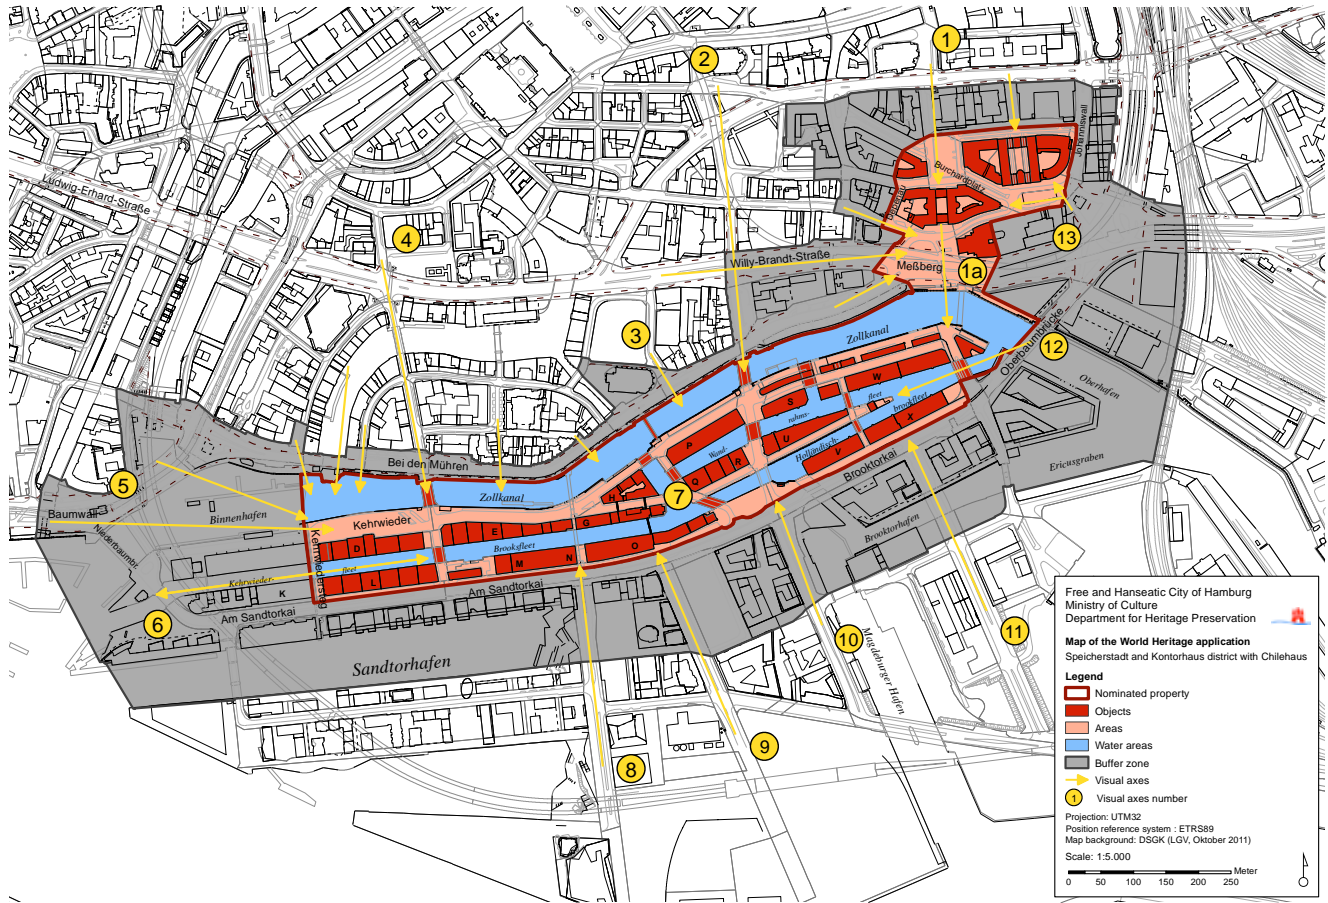 1
2
Johanniswall
Burchardplatz
Ludwig-Erhard-Straße
4
13
Willy-Brandt-Straße
Meßberg
1a
Zollkanal
3
12
Oberbaumbrücke
Oberhafen
W
fleet
S
rahms-
brookfleet
X
P
U
Holländisch-
Wand-
V
Brooktorkai
R
Q
Ericusgraben
Bei den Mühren
5
Zollkanal
H
7
Baumwall
Binnenhafen
Niederbaumbr.
Kehrwieder
G
E
D
Brooksfleet
O
N
M
Brooktorhafen
Kehrwiedersteg
fleet
Kehrwieder-
K
L
Am Sandtorkai
Am Sandtorkai
6
Sandtorhafen
10
11
Magdeburger Hafen
9
8
Free and Hanseatic City of Hamburg
Ministry of Culture
Department for Heritage Preservation
Map of the World Heritage application
Speicherstadt and Kontorhaus district with Chilehaus
Legend
Nominated property
Objects
Areas
Water areas
Buffer zone
Visual axes
1 Visual axes number
Projection: UTM32
Position reference system : ETRS89
Map background: DSGK (LGV, Oktober 2011)
Scale: 1:5.000
Meter
0 50 100 150 200 250